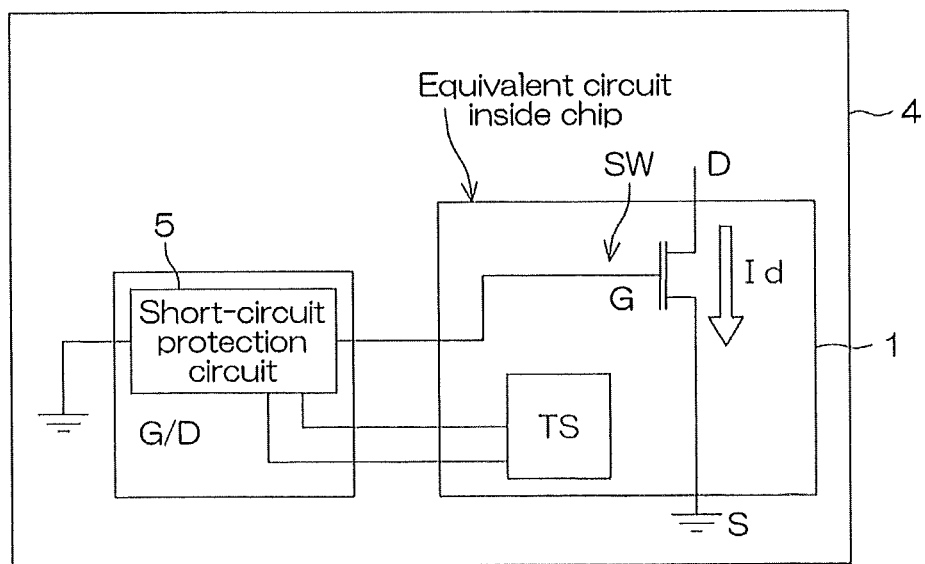 Equivalent circuit
inside chip
4
SW
D
5
Short-circuit
protection
circuit
G
Id
1
G/D
TS
S